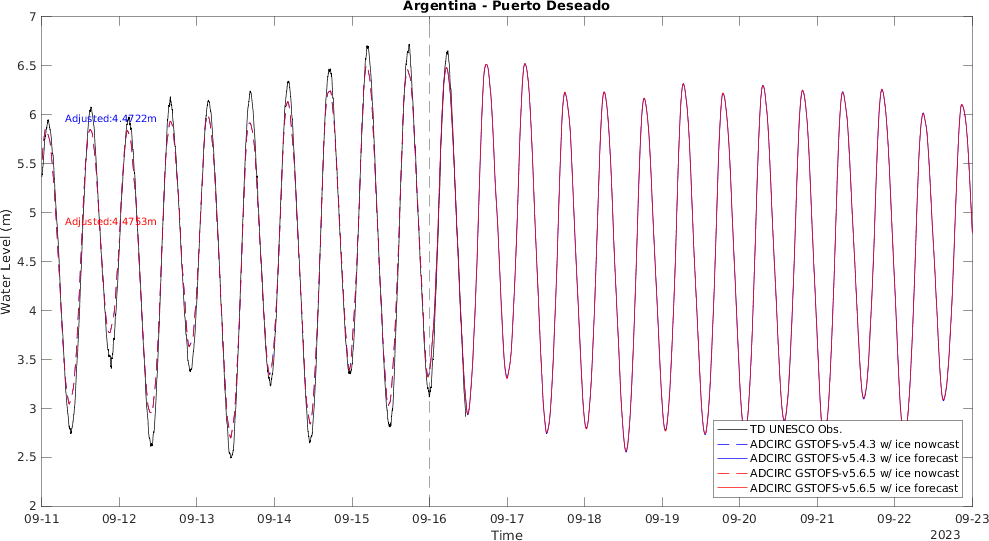 Argentina - Puerto Deseado
7
6.5
6
5.5
5
4.5
4
3.5
3
2.5
2
Water Level (m)
Adjusted:4.4722m
Adjusted:4.4753m
TD UNESCO Obs.
ADCIRC GSTOFS-v5.4.3 w/ ice nowcast
ADCIRC GSTOFS-v5.4.3 w/ ice forecast
ADCIRC GSTOFS-v5.6.5 w/ ice nowcast
ADCIRC GSTOFS-v5.6.5 w/ ice forecast
09-11 09-12 09-13 09-14 09-15 09-16 09-17 09-18 09-19 09-20 09-21 09-22 09-23
Time
2023